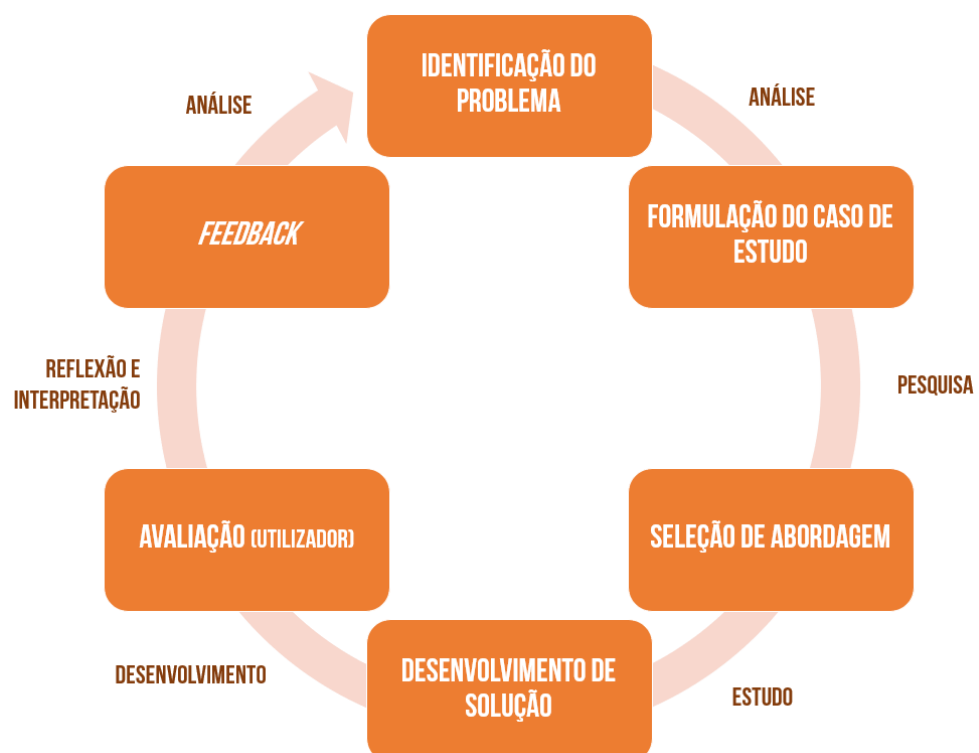 IDENTIFICAÇÃO DO
PROBLEMA
ANÁLISE
FORMULAÇÃO DO CASO DE
ESTUDO
PESQUISA
SELEÇÃO DE ABORDAGEM
ESTUDO
DESENVOLVIMENTO DE
SOLUÇÃO
DESENVOLVIMENTO
AVALIAÇÃO (UTILIZADOR)
REFLEXÃO E
INTERPRETAÇÃO
FEEDBACK
ANÁLISE